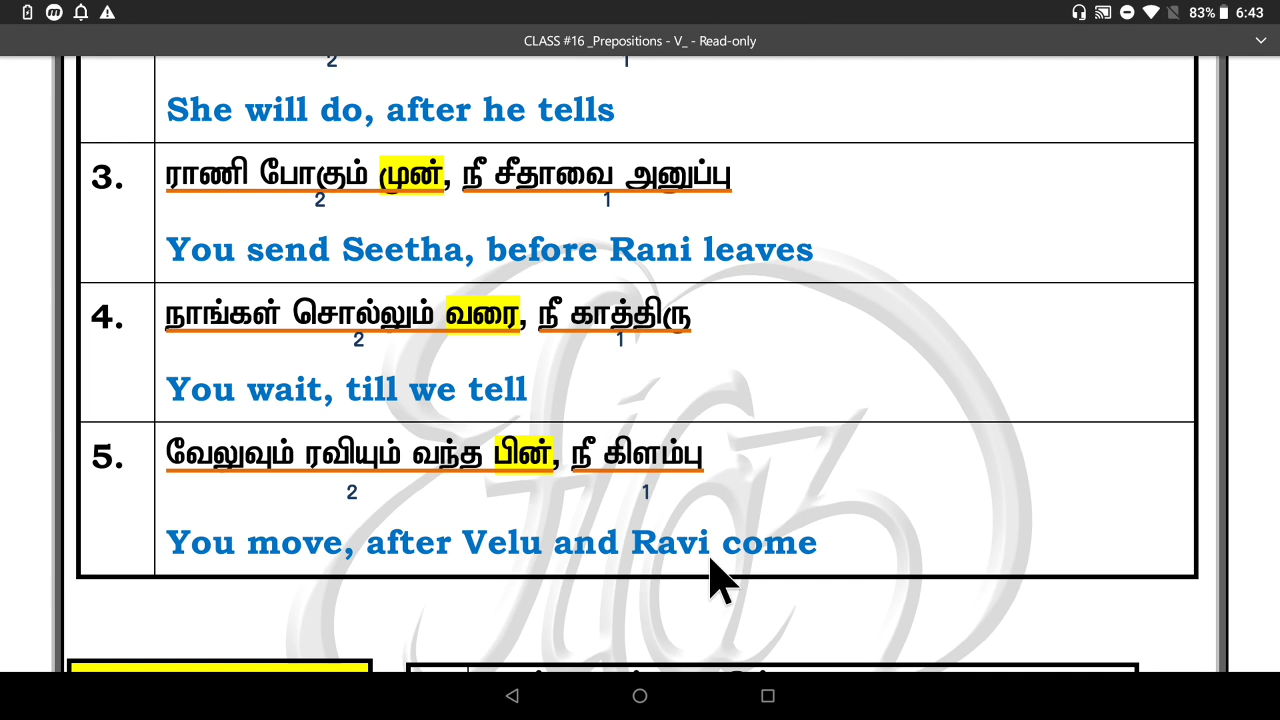 83% 6:43
CLASS #16 _Prepositions - V_ - Read-only
2 1
She will do, after he tells
3. ராணி போகும் முன், நீ சீதாவை அனுப்பு
2 1
You send Seetha, before Rani leaves
4. நாங்கள் சொல்லும் வரை, நீ காத்திரு
2 1
You wait, till we tell
5. வேலுவும் ரவியும் வந்த பின், நீ கிளம்பு
2 1
You move, after Velu and Ravi come